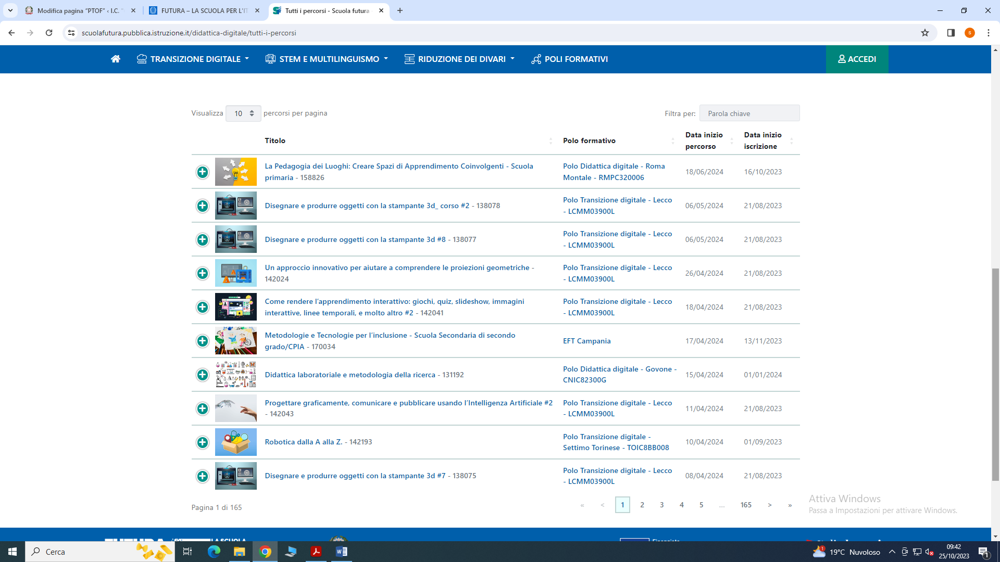 Modifica pagina “PTOF” ‹ I.C. "
FUTURA – LA SCUOLA PER L'IT
Tutti i percorsi - Scuola futura -
scuolafutura.pubblica.istruzione.it/didattica-digitale/tutti-i-percorsi
S
TRANSIZIONE DIGITALE
STEM E MULTILINGUISMO
RIDUZIONE DEI DIVARI
POLI FORMATIVI
ACCEDI
Visualizza 10 percorsi per pagina
Filtra per: Parola chiave
Titolo
Polo formativo
Data inizio
percorso
Data inizio
iscrizione
La Pedagogia dei Luoghi: Creare Spazi di Apprendimento Coinvolgenti - Scuola
primaria - 158826
Polo Didattica digitale - Roma
Montale - RMPC320006
18/06/2024
16/10/2023
Disegnare e produrre oggetti con la stampante 3d_ corso #2 - 138078
Polo Transizione digitale - Lecco
- LCMM03900L
06/05/2024
21/08/2023
Disegnare e produrre oggetti con la stampante 3d #8 - 138077
Polo Transizione digitale - Lecco
- LCMM03900L
06/05/2024
21/08/2023
Un approccio innovativo per aiutare a comprendere le proiezioni geometriche -
142024
Polo Transizione digitale - Lecco
- LCMM03900L
26/04/2024
21/08/2023
Come rendere l’apprendimento interattivo: giochi, quiz, slideshow, immagini
interattive, linee temporali, e molto altro #2 - 142041
Polo Transizione digitale - Lecco
- LCMM03900L
18/04/2024
21/08/2023
Metodologie e Tecnologie per l’inclusione - Scuola Secondaria di secondo
grado/CPIA - 170034
EFT Campania
17/04/2024
13/11/2023
Didattica laboratoriale e metodologia della ricerca - 131192
Polo Didattica digitale - Govone -
CNIC82300G
15/04/2024
01/01/2024
Progettare graficamente, comunicare e pubblicare usando l’Intelligenza Artificiale #2
- 142043
Polo Transizione digitale - Lecco
- LCMM03900L
11/04/2024
21/08/2023
Robotica dalla A alla Z. - 142193
Polo Transizione digitale -
Settimo Torinese - TOIC8BB008
10/04/2024
01/09/2023
Disegnare e produrre oggetti con la stampante 3d #7 - 138075
Polo Transizione digitale - Lecco
- LCMM03900L
08/04/2024
21/08/2023
Pagina 1 di 165
« < 1 2 3 4 5 ... 165 > »
Attiva Windows
Passa a Impostazioni per attivare Windows.
Cerca
1
19°C Nuvoloso
09:42
25/10/2023
1